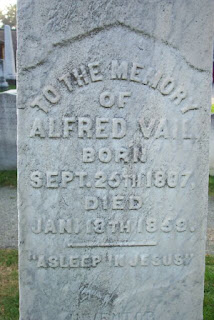 TO THE MEMORY
OF
ALFRED VAIL
BORN
SEPT. 25TH 1807.
DIED
JAN. 18TH 1859.
"ASLEEP IN JESUS."